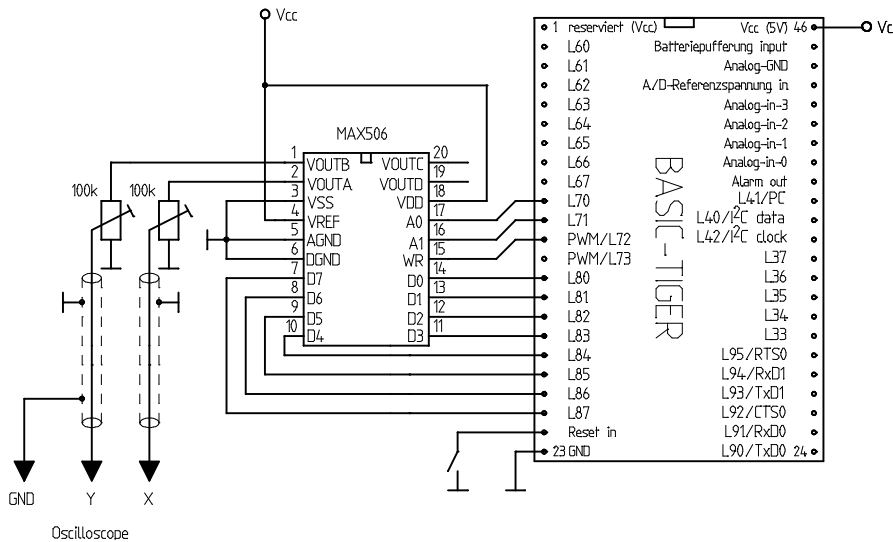 Vcc
1 reserviert (Vcc)
L60
L61
L62
L63
L64
L65
L66
L67
L70
L71
PWM/L72
PWM/L73
L80
L81
L82
L83
L84
L85
L86
L87
Reset in
23 GND
BASIC-TIGER
Vcc (5V) 46
Batteriepufferung input
Analog-GND
A/D-Referenzspannung in
Analog-in-3
Analog-in-2
Analog-in-1
Analog-in-0
Alarm out
L41/PC
L40/I²C data
L42/I²C clock
L37
L36
L35
L34
L33
L95/RTS0
L94/RxD1
L93/TxD1
L92/CTS0
L91/RxD0
L90/TxD0 24
Vc
MAX506
1 VOUTB
2 VOUTA
3 VSS
4 VREF
5 AGND
6 DGND
7 D7
8 D6
9 D5
10 D4
VOUTC 20
VOUTD 19
VDD 18
A0 17
A1 16
WR 15
D0 14
D1 13
D2 12
D3 11
100k
100k
GND
Y
X
Oscilloscope